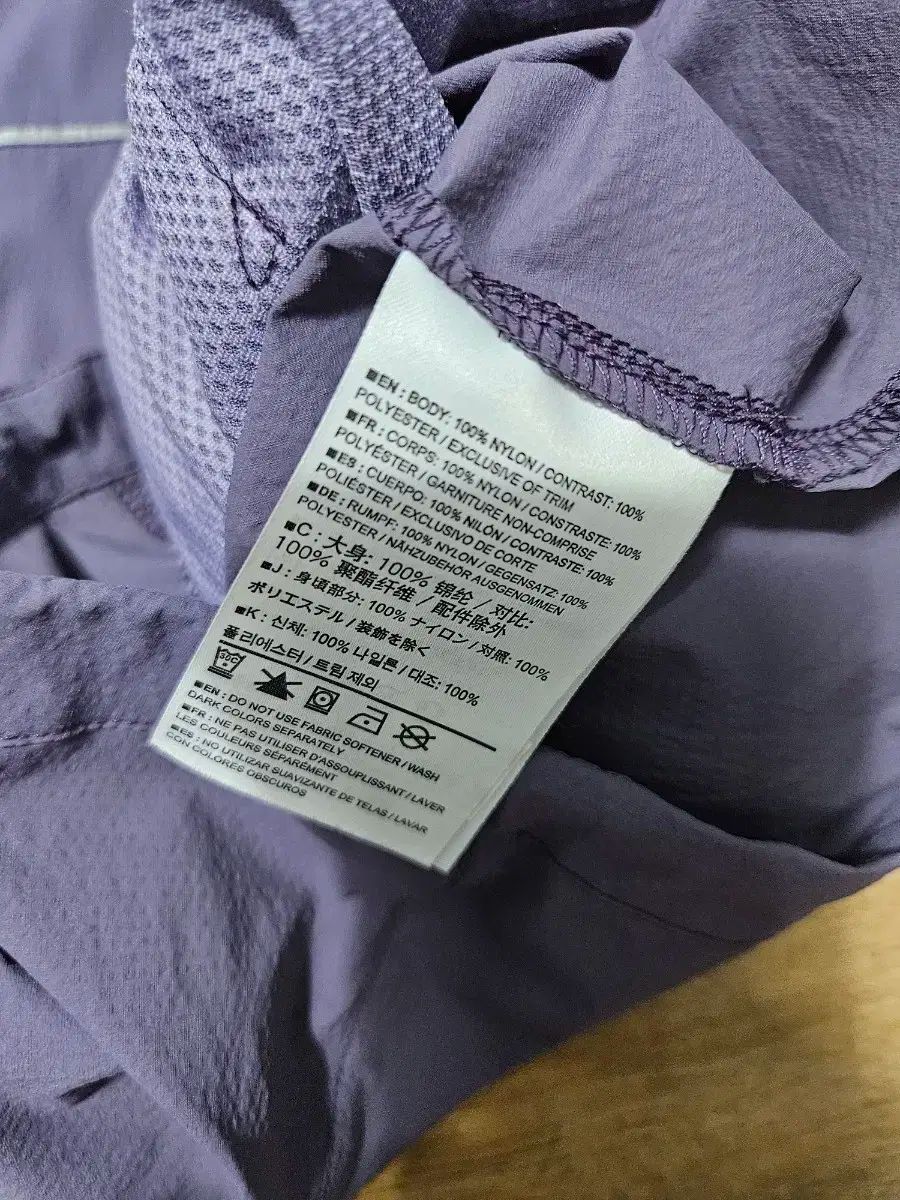 ■EN : BODY: 100% NYLON / CONTRAST: 100%
POLYESTER / EXCLUSIVE OF TRIM
■FR : CORPS: 100% NYLON / CONSTRASTE: 100%
POLYÉSTER / GARNITURE NON-COMPRISE
■ES : CUERPO: 100% NILÓN / CONTRASTE: 100%
POLIÉSTER / EXCLUSIVO DE CORTE
■DE : RUMPF: 100% NYLON / GEGENSATZ: 100%
POLYESTER / NÄHZUBEHÖR AUSGENOMMEN
■C : 大身: 100% 锦纶 / 对比:
100% 聚酯纤维 / 配件除外
■J : 身頃部分: 100% ナイロン / 対照: 100%
ポリエステル / 装飾を除く
■K : 신체: 100% 나일론 / 대조: 100%
폴리에스터 / 트림 제외
30C
■EN : DO NOT USE FABRIC SOFTENER / WASH
DARK COLORS SEPARATELY
■FR : NE PAS UTILISER D'ASSOUPLISSANT / LAVER
LES COULEURS SÉPARÉMENT
■ES : NO UTILIZAR SUAVIZANTE DE TELAS / LAVAR
CON COLORES OBSCUROS